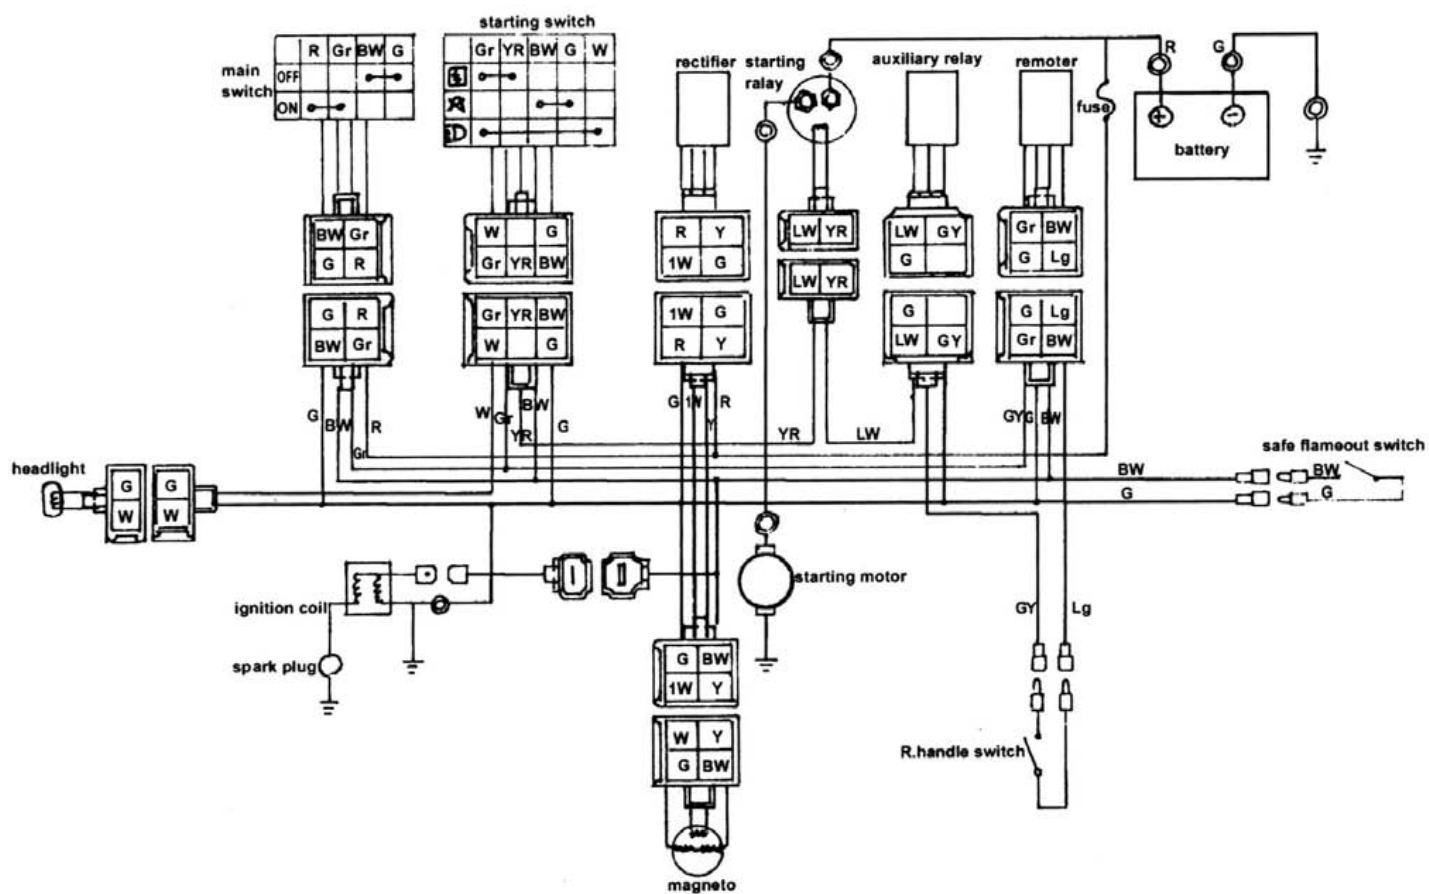 starting switch
R Gr BW G
Gr YR BW G W
main
switch
OFF
ON
rectifier
starting
ralay
auxiliary relay
remoter
R
G
fuse
battery
BW Gr
G R
W G
Gr YR BW
R Y
1W G
LW YR
LW G Y
G
Gr BW
G Lg
LW YR
G R
BW Gr
Gr YR BW
W G
1W G
R Y
G
LW G Y
G Lg
Gr BW
G
BW
R
Gr
W
Gr
YR
BW
G
G 1W R
Y
YR
LW
GY G BW
safe flameout switch
headlight
G
W
G
W
BW
BW
G
G
ignition coil
starting motor
GY
Lg
spark plug
G BW
1W Y
W Y
G BW
R.handle switch
magneto